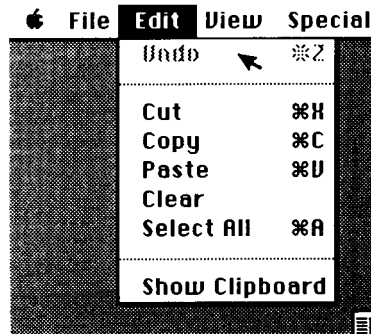 File Edit View Special
Undo ⌘Z
Cut ⌘X
Copy ⌘C
Paste ⌘V
Clear
Select All ⌘A
Show Clipboard